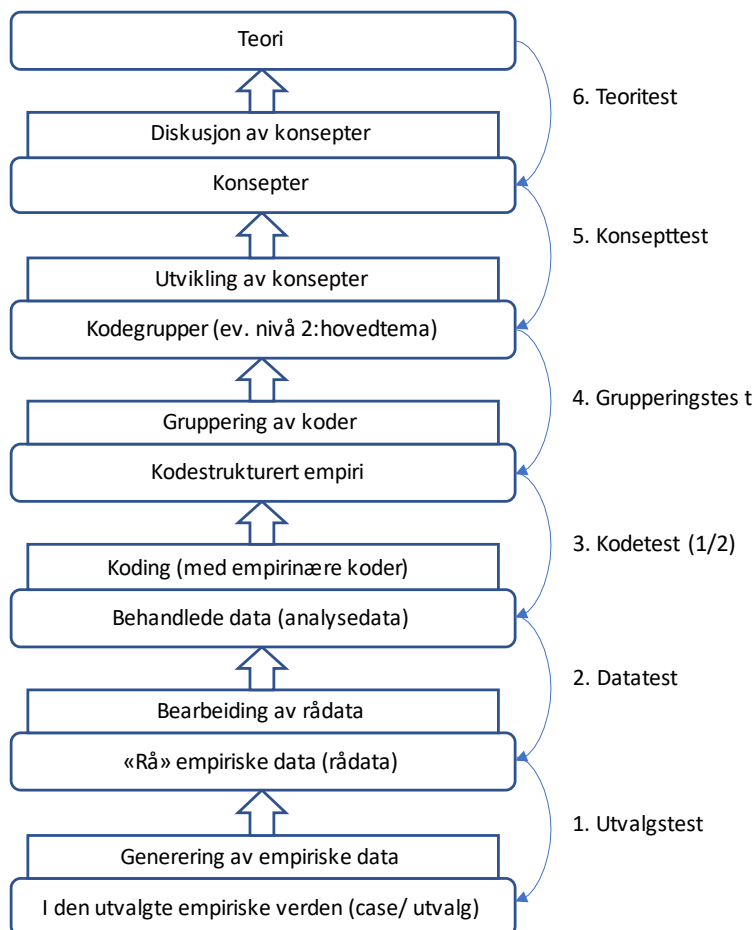 Teori
6. Teoritest
Diskusjon av konsepter
Konsepter
5. Konsepttest
Utvikling av konsepter
Kodegrupper (ev. nivå 2:hovedtema)
4. Grupperingstes t
Gruppering av koder
Kodestrukturert empiri
3. Kodetest (1/2)
Koding (med empirinære koder)
Behandlede data (analysedata)
2. Datatest
Bearbeiding av rådata
«Rå» empiriske data (rådata)
1. Utvalgstest
Generering av empiriske data
I den utvalgte empiriske verden (case/ utvalg)